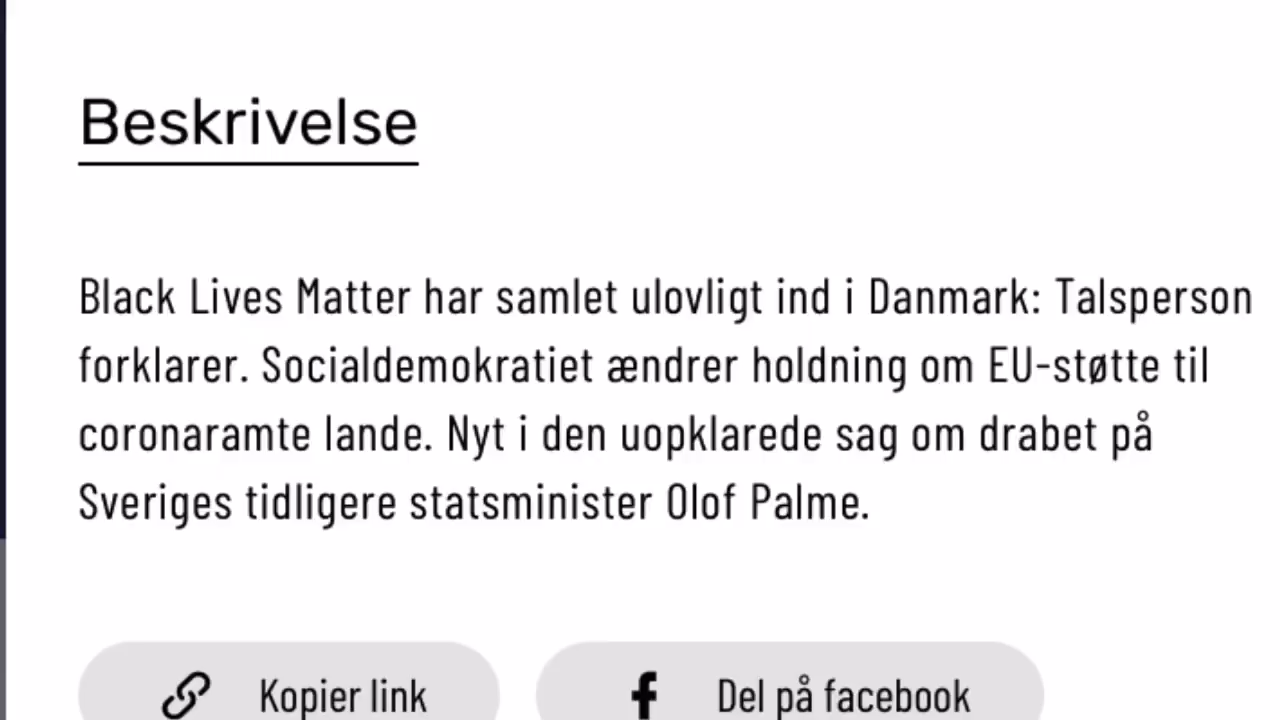 Beskrivelse
Black Lives Matter har samlet ulovligt ind i Danmark: Talsperson
forklarer. Socialdemokratiet ændrer holdning om EU-støtte til
coronaramte lande. Nyt i den uopklarede sag om drabet på
Sveriges tidligere statsminister Olof Palme.
Kopier link
Del på facebook